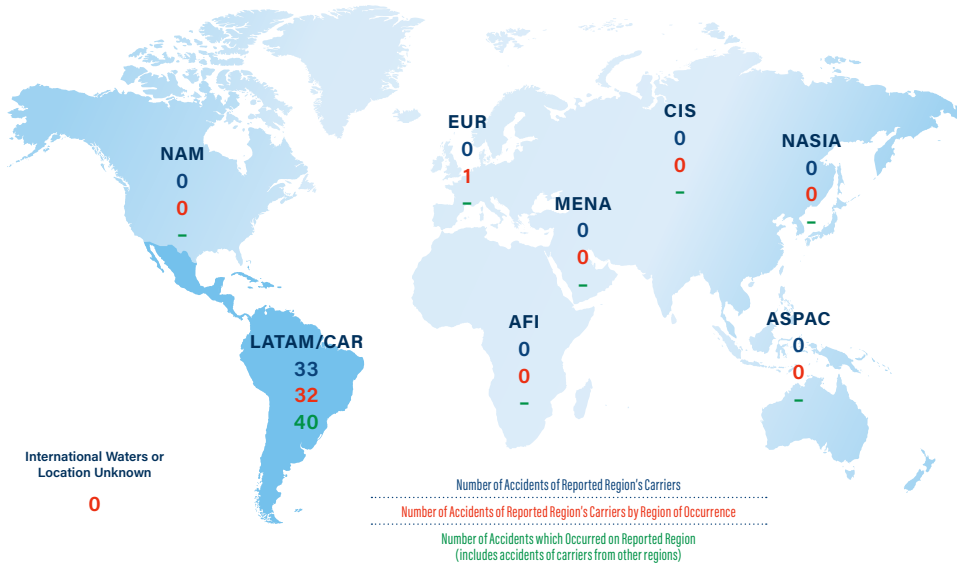 EUR
0
1
–
CIS
0
0
–
NASIA
0
0
–
NAM
0
0
–
MENA
0
0
–
AFI
0
0
–
ASPAC
0
0
–
LATAM/CAR
33
32
40
International Waters or
Location Unknown
0
Number of Accidents of Reported Region's Carriers
Number of Accidents of Reported Region's Carriers by Region of Occurrence
Number of Accidents which Occurred on Reported Region
(includes accidents of carriers from other regions)